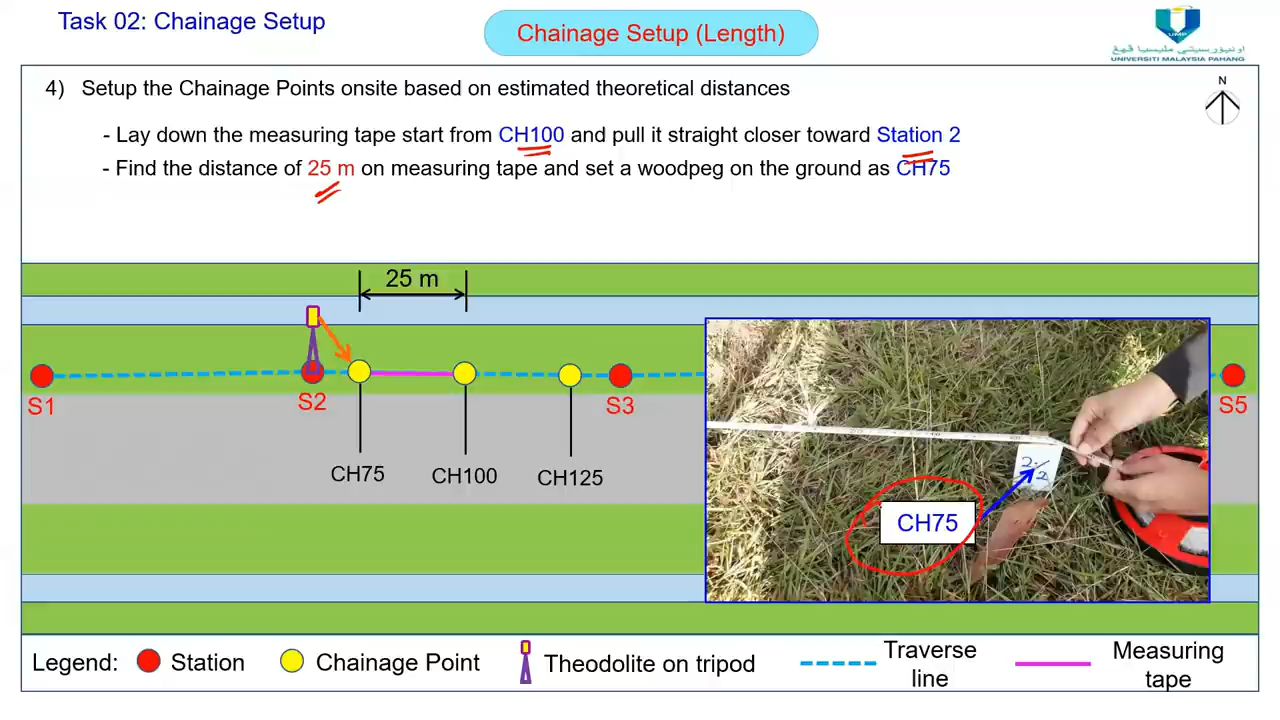 Task 02: Chainage Setup
Chainage Setup (Length)
UMP
اونيۏرسيتي مليسيا ڤهڠ
UNIVERSITI MALAYSIA PAHANG
4) Setup the Chainage Points onsite based on estimated theoretical distances
N
- Lay down the measuring tape start from CH100 and pull it straight closer toward Station 2
- Find the distance of 25 m on measuring tape and set a woodpeg on the ground as CH75
25 m
S1
S2
S3
S5
CH75
CH100
CH125
CH75
Legend:
Station
Chainage Point
Theodolite on tripod
Traverse
line
Measuring
tape